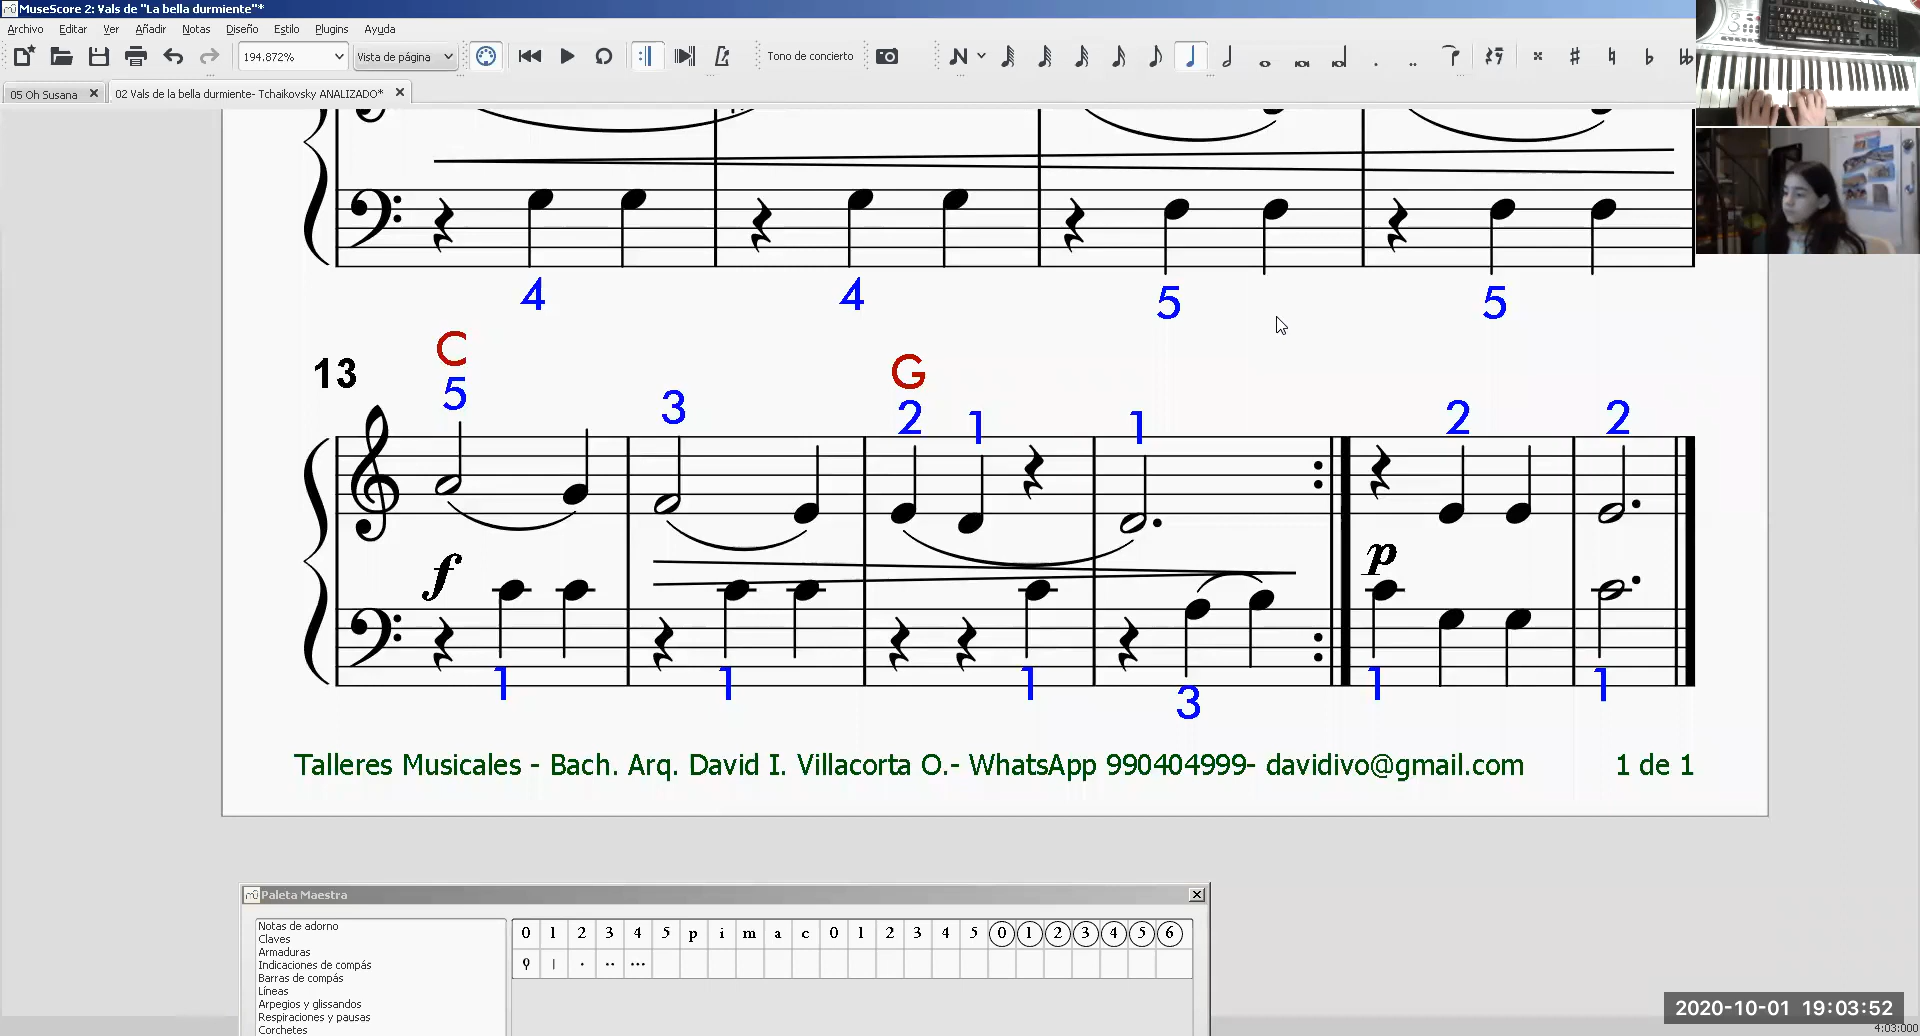 MuseScore 2: Vals de "La bella durmiente"*
Archivo Editar Ver Añadir Notas Diseño Estilo Plugins Ayuda
194,872% Vista de página Tono de concierto
05 Oh Susana 02 Vals de la bella durmiente- Tchaikovsky ANALIZADO*
4 4 5 5
C G
13 5 3 2 1 1 2 2
f p
1 1 1 3 1 1
Talleres Musicales - Bach. Arq. David I. Villacorta O.- WhatsApp 990404999- davidivo@gmail.com 1 de 1
Paleta Maestra
Notas de adorno
Claves
Armaduras
Indicaciones de compás
Barras de compás
Líneas
Arpegios y glissandos
Respiraciones y pausas
Corchetes
0 1 2 3 4 5 p i m a c 0 1 2 3 4 5 0 1 2 3 4 5 6
2020-10-01 19:03:52
4:03:000